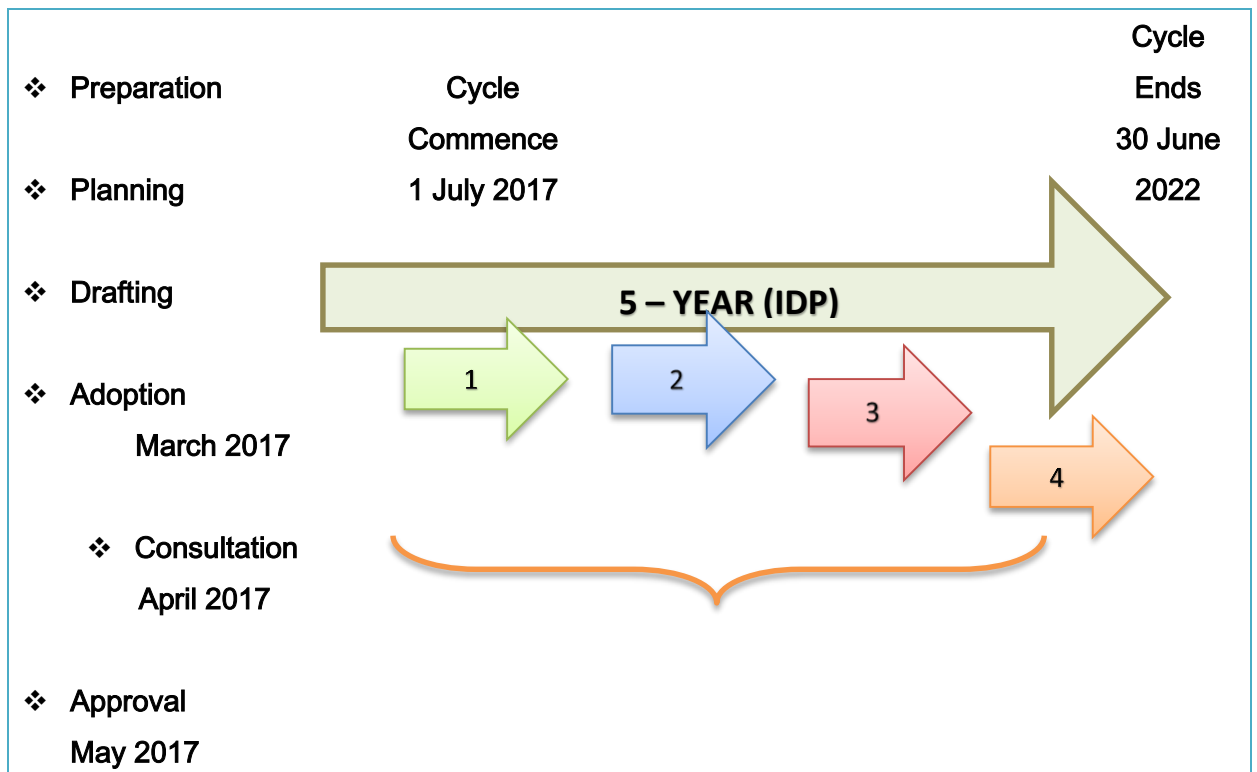 ❖ Preparation
❖ Planning
❖ Drafting
❖ Adoption
March 2017
❖ Consultation
April 2017
❖ Approval
May 2017
Cycle
Commence
1 July 2017
Cycle
Ends
30 June
2022
5 – YEAR (IDP)
1
2
3
4